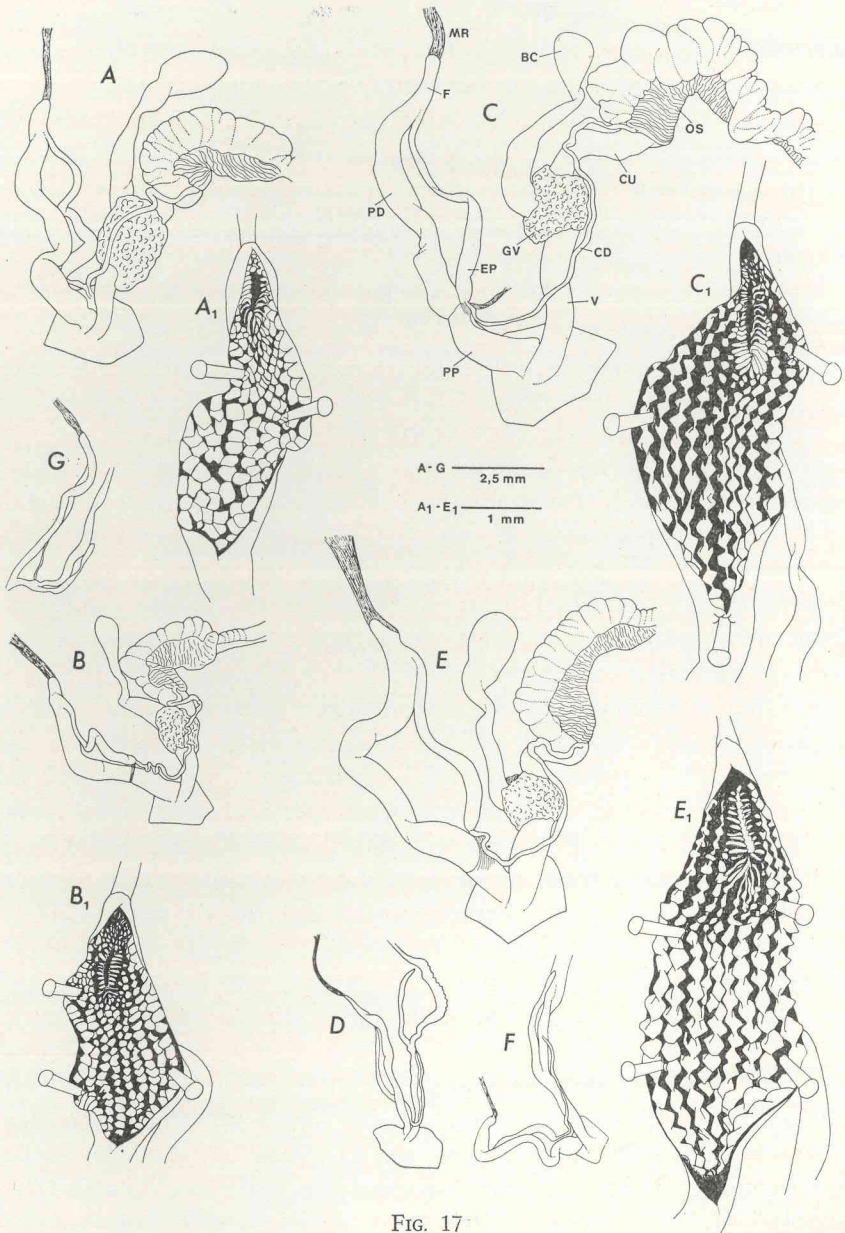 A
MR
BC
F
C
OS
CU
PD
GV
CD
EP
V
A₁
C₁
PP
G
A - G
2,5 mm
A₁ - E₁
1 mm
B
E
E₁
B₁
D
F
FIG. 17